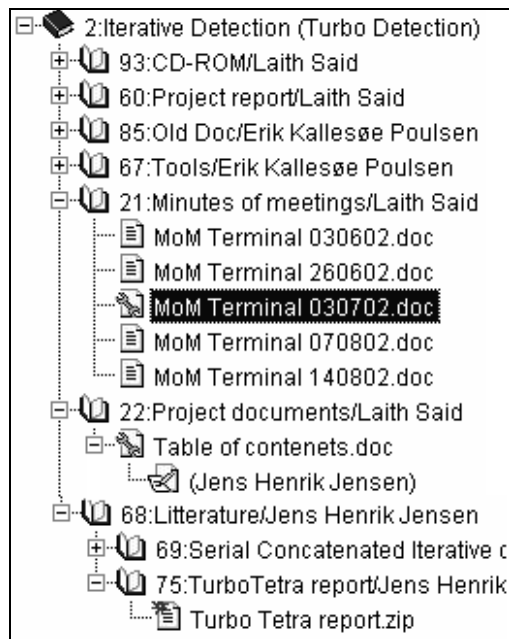 2:Iterative Detection (Turbo Detection)
93:CD-ROM/Laith Said
60:Project report/Laith Said
85:Old Doc/Erik Kallesøe Poulsen
67:Tools/Erik Kallesøe Poulsen
21:Minutes of meetings/Laith Said
MoM Terminal 030602.doc
MoM Terminal 260602.doc
MoM Terminal 030702.doc
MoM Terminal 070802.doc
MoM Terminal 140802.doc
22:Project documents/Laith Said
Table of contenets.doc
(Jens Henrik Jensen)
68:Litterature/Jens Henrik Jensen
69:Serial Concatenated Iterative
75:TurboTetra report/Jens Henrik
Turbo Tetra report.zip